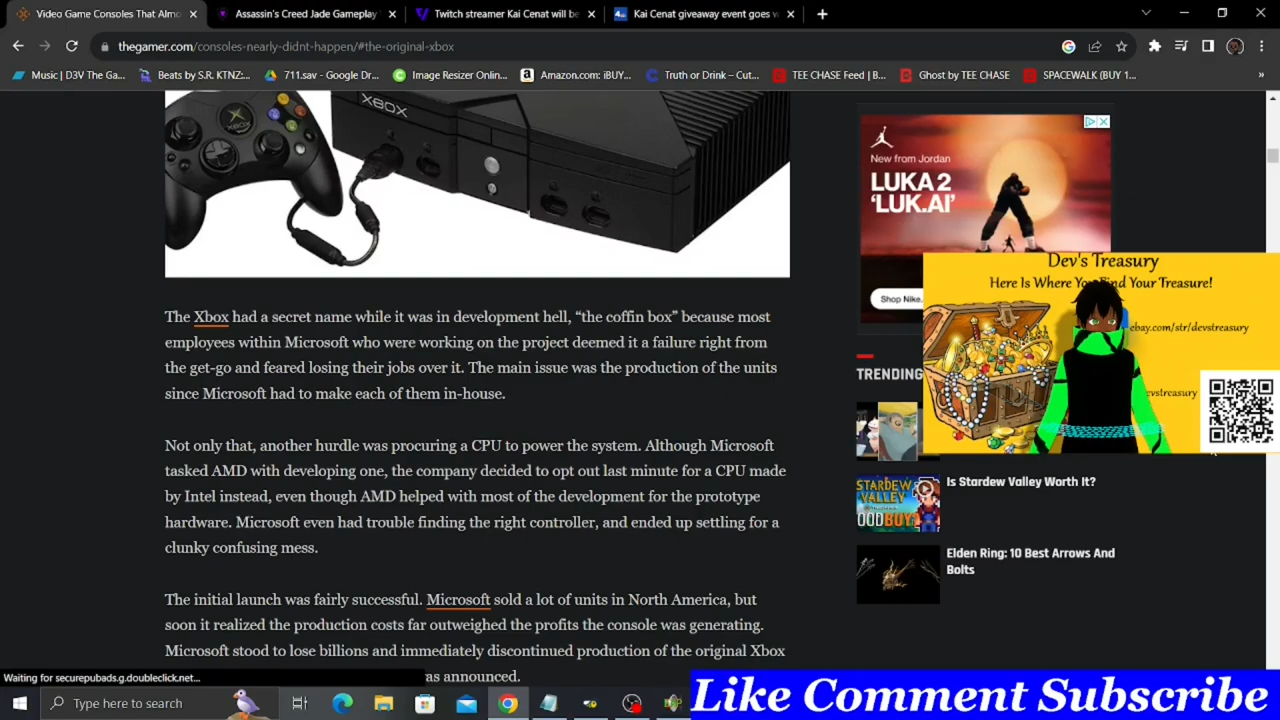 Video Game Consoles That Almo
Assassin's Creed Jade Gameplay
Twitch streamer Kai Cenat will be
Kai Cenat giveaway event goes v
thegamer.com/consoles-nearly-didnt-happen/#the-original-xbox
Music | D3V The Ga...
Beats by S.R. KTNZ:...
711.sav - Google Dr...
Image Resizer Onlin...
Amazon.com: iBUY...
Truth or Drink – Cut...
TEE CHASE Feed | B...
Ghost by TEE CHASE
SPACEWALK (BUY 1...
XBOX
New from Jordan
LUKA 2
'LUK.AI'
Shop Nike
Dev's Treasury
Here Is Where You Find Your Treasure!
ebay.com/str/devstreasury
The Xbox had a secret name while it was in development hell, “the coffin box” because most
employees within Microsoft who were working on the project deemed it a failure right from
the get-go and feared losing their jobs over it. The main issue was the production of the units
since Microsoft had to make each of them in-house.
TRENDING
Not only that, another hurdle was procuring a CPU to power the system. Although Microsoft
tasked AMD with developing one, the company decided to opt out last minute for a CPU made
by Intel instead, even though AMD helped with most of the development for the prototype
hardware. Microsoft even had trouble finding the right controller, and ended up settling for a
clunky confusing mess.
STARDEW
VALLEY
Is Stardew Valley Worth It?
Elden Ring: 10 Best Arrows And
Bolts
The initial launch was fairly successful. Microsoft sold a lot of units in North America, but
soon it realized the production costs far outweighed the profits the console was generating.
Microsoft stood to lose billions and immediately discontinued production of the original Xbox
as announced.
Waiting for securepubads.g.doubleclick.net...
Type here to search
Like Comment Subscribe